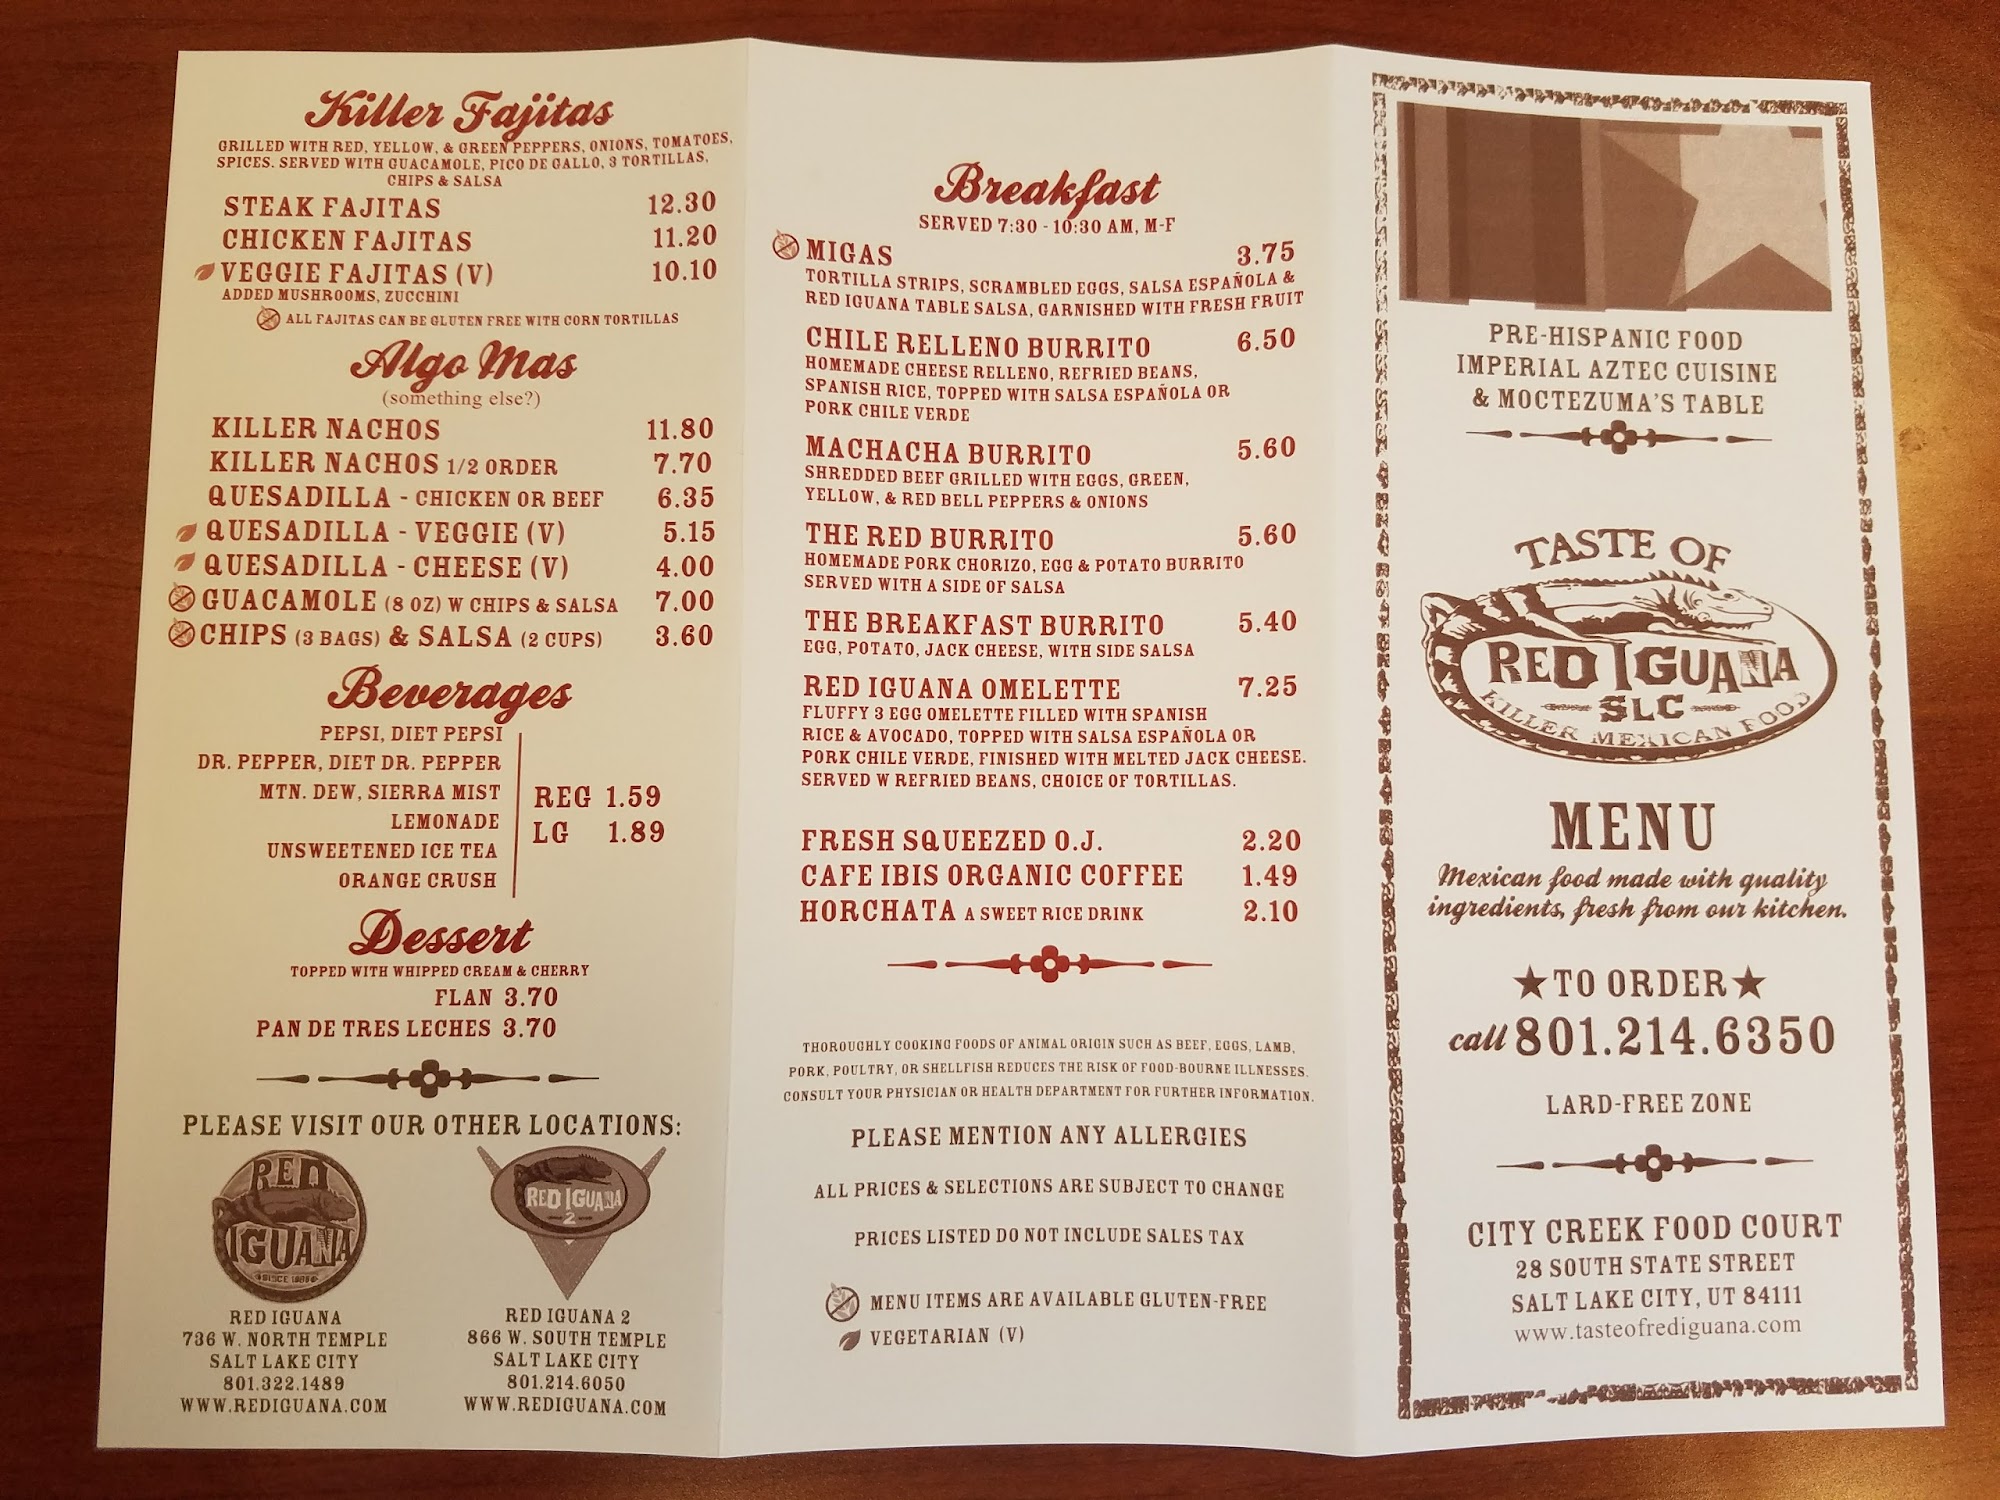 Killer Fajitas
GRILLED WITH RED, YELLOW, & GREEN PEPPERS, ONIONS, TOMATOES,
SPICES. SERVED WITH GUACAMOLE, PICO DE GALLO, 3 TORTILLAS,
CHIPS & SALSA
STEAK FAJITAS 12.30
CHICKEN FAJITAS 11.20
VEGGIE FAJITAS (V) 10.10
ADDED MUSHROOMS, ZUCCHINI
ALL FAJITAS CAN BE GLUTEN FREE WITH CORN TORTILLAS
Algo Mas
(something else?)
KILLER NACHOS 11.80
KILLER NACHOS 1/2 ORDER 7.70
QUESADILLA - CHICKEN OR BEEF 6.35
QUESADILLA - VEGGIE (V) 5.15
QUESADILLA - CHEESE (V) 4.00
GUACAMOLE (8 OZ) W CHIPS & SALSA 7.00
CHIPS (3 BAGS) & SALSA (2 CUPS) 3.60
Beverages
PEPSI, DIET PEPSI
DR. PEPPER, DIET DR. PEPPER
MTN. DEW, SIERRA MIST
LEMONADE
UNSWEETENED ICE TEA
ORANGE CRUSH
REG 1.59
LG 1.89
Dessert
TOPPED WITH WHIPPED CREAM & CHERRY
FLAN 3.70
PAN DE TRES LECHES 3.70
PLEASE VISIT OUR OTHER LOCATIONS:
RED
IGUANA
SINCE 1985
RED IGUANA
736 W. NORTH TEMPLE
SALT LAKE CITY
801.322.1489
WWW.REDIGUANA.COM
RED IGUANA
2
RED IGUANA 2
866 W. SOUTH TEMPLE
SALT LAKE CITY
801.214.6050
WWW.REDIGUANA.COM
Breakfast
SERVED 7:30 - 10:30 AM, M-F
MIGAS 3.75
TORTILLA STRIPS, SCRAMBLED EGGS, SALSA ESPAÑOLA &
RED IGUANA TABLE SALSA, GARNISHED WITH FRESH FRUIT
CHILE RELLENO BURRITO 6.50
HOMEMADE CHEESE RELLENO, REFRIED BEANS,
SPANISH RICE, TOPPED WITH SALSA ESPAÑOLA OR
PORK CHILE VERDE
MACHACHA BURRITO 5.60
SHREDDED BEEF GRILLED WITH EGGS, GREEN,
YELLOW, & RED BELL PEPPERS & ONIONS
THE RED BURRITO 5.60
HOMEMADE PORK CHORIZO, EGG & POTATO BURRITO
SERVED WITH A SIDE OF SALSA
THE BREAKFAST BURRITO 5.40
EGG, POTATO, JACK CHEESE, WITH SIDE SALSA
RED IGUANA OMELETTE 7.25
FLUFFY 3 EGG OMELETTE FILLED WITH SPANISH
RICE & AVOCADO, TOPPED WITH SALSA ESPAÑOLA OR
PORK CHILE VERDE, FINISHED WITH MELTED JACK CHEESE.
SERVED W REFRIED BEANS, CHOICE OF TORTILLAS.
FRESH SQUEEZED O.J. 2.20
CAFE IBIS ORGANIC COFFEE 1.49
HORCHATA A SWEET RICE DRINK 2.10
THOROUGHLY COOKING FOODS OF ANIMAL ORIGIN SUCH AS BEEF, EGGS, LAMB,
PORK, POULTRY, OR SHELLFISH REDUCES THE RISK OF FOOD-BOURNE ILLNESSES.
CONSULT YOUR PHYSICIAN OR HEALTH DEPARTMENT FOR FURTHER INFORMATION.
PLEASE MENTION ANY ALLERGIES
ALL PRICES & SELECTIONS ARE SUBJECT TO CHANGE
PRICES LISTED DO NOT INCLUDE SALES TAX
MENU ITEMS ARE AVAILABLE GLUTEN-FREE
VEGETARIAN (V)
PRE-HISPANIC FOOD
IMPERIAL AZTEC CUISINE
& MOCTEZUMA'S TABLE
TASTE OF
RED IGUANA
SLC
KILLER MEXICAN FOOD
MENU
Mexican food made with quality
ingredients, fresh from our kitchen.
★TO ORDER★
call 801.214.6350
LARD-FREE ZONE
CITY CREEK FOOD COURT
28 SOUTH STATE STREET
SALT LAKE CITY, UT 84111
www.tasteofrediguana.com